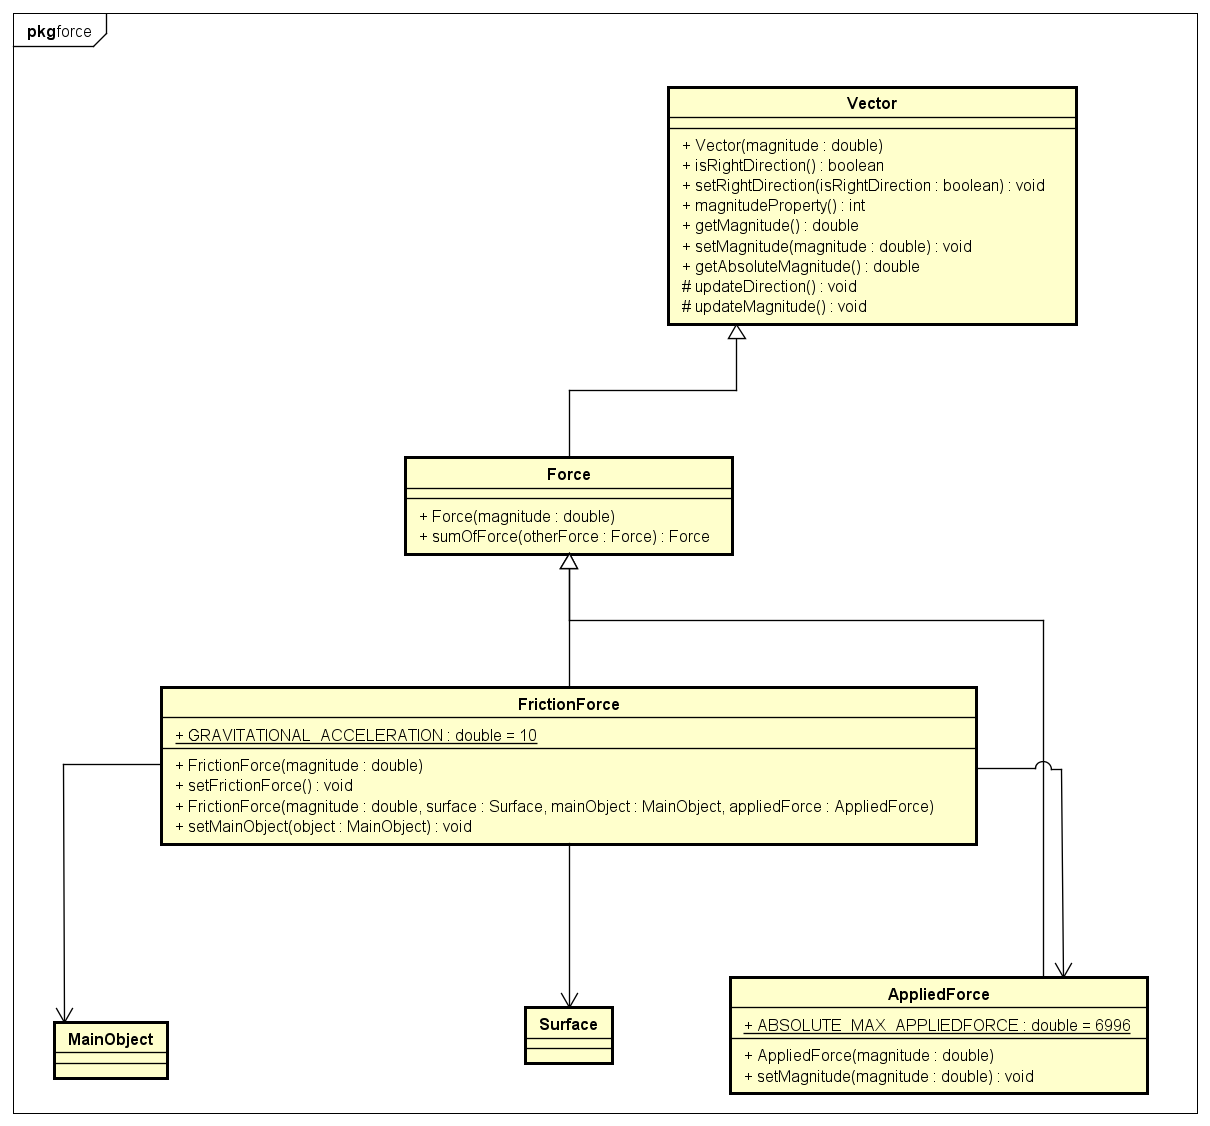 pkg force
Vector
+ Vector(magnitude : double)
+ isRightDirection() : boolean
+ setRightDirection(isRightDirection : boolean) : void
+ magnitudeProperty() : int
+ getMagnitude() : double
+ setMagnitude(magnitude : double) : void
+ getAbsoluteMagnitude() : double
# updateDirection() : void
# updateMagnitude() : void
Force
+ Force(magnitude : double)
+ sumOfForce(otherForce : Force) : Force
FrictionForce
+ GRAVITATIONAL_ACCELERATION : double = 10
+ FrictionForce(magnitude : double)
+ setFrictionForce() : void
+ FrictionForce(magnitude : double, surface : Surface, mainObject : MainObject, appliedForce : AppliedForce)
+ setMainObject(object : MainObject) : void
MainObject
Surface
AppliedForce
+ ABSOLUTE_MAX_APPLIEDFORCE : double = 6996
+ AppliedForce(magnitude : double)
+ setMagnitude(magnitude : double) : void